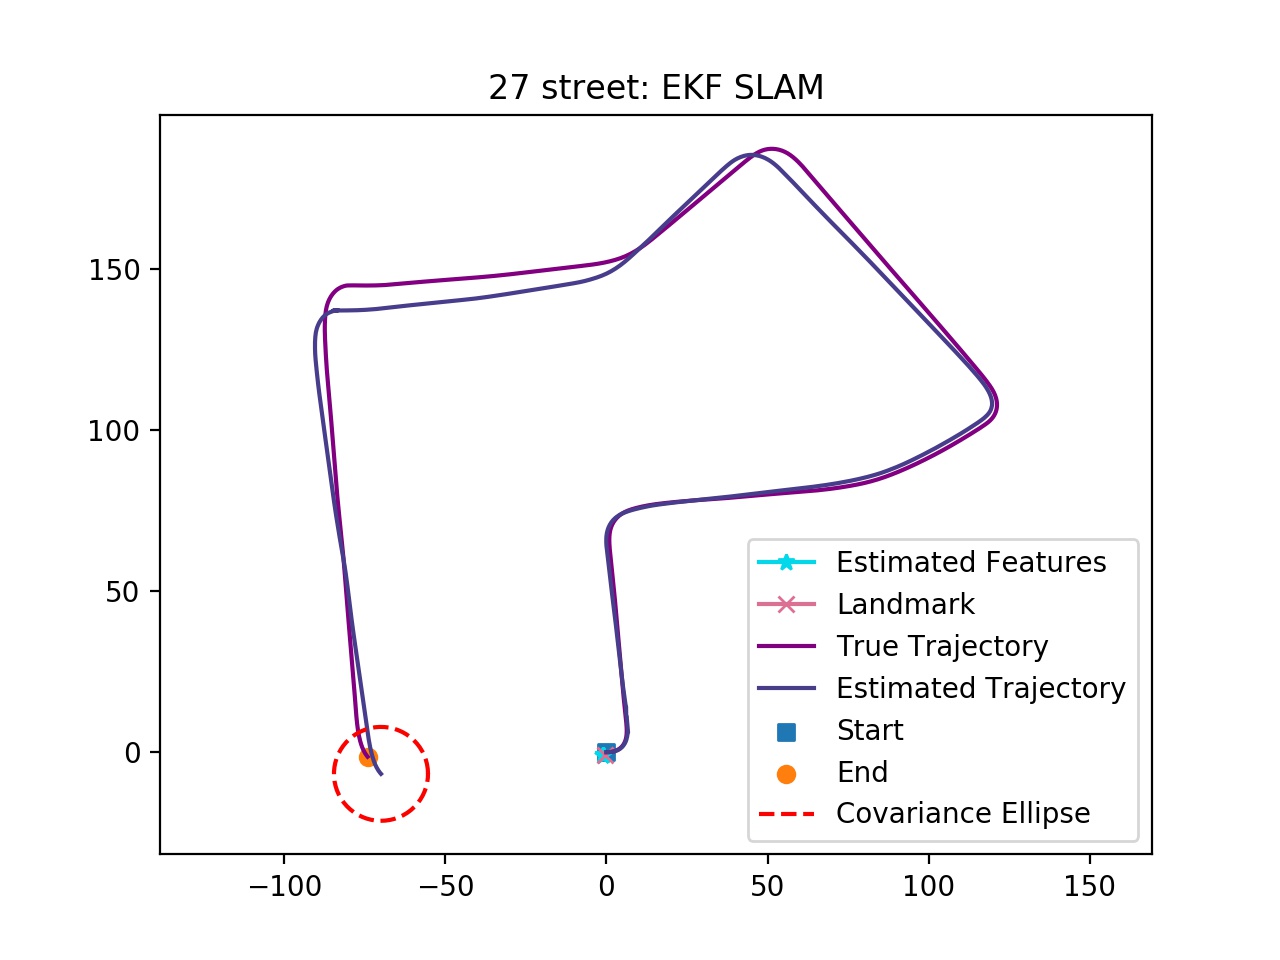 27 street: EKF SLAM
150
100
50
0
Estimated Features
Landmark
True Trajectory
Estimated Trajectory
Start
End
Covariance Ellipse
−100 −50 0 50 100 150